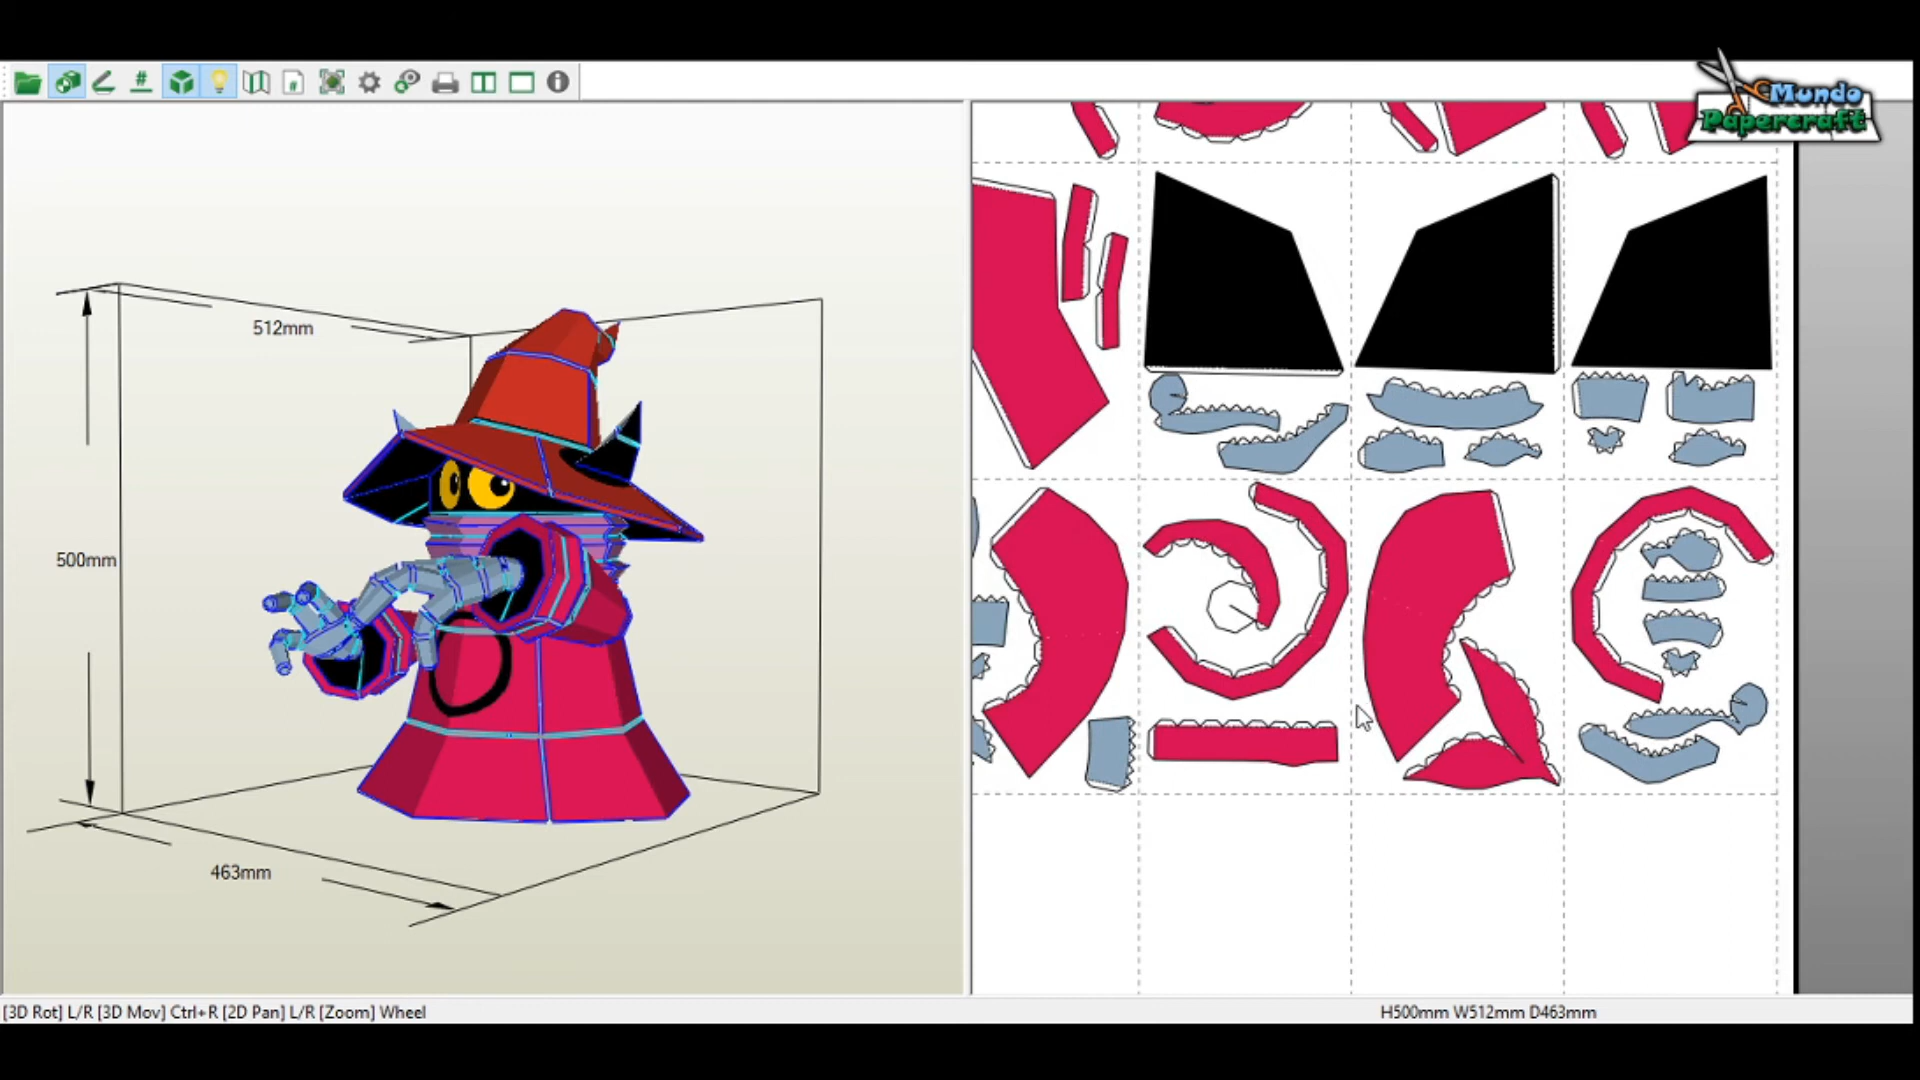 Mundo
Papercraft
512mm
500mm
463mm
[3D Rot] L/R [3D Mov] Ctrl+R [2D Pan] L/R [Zoom] Wheel
H500mm W512mm D463mm